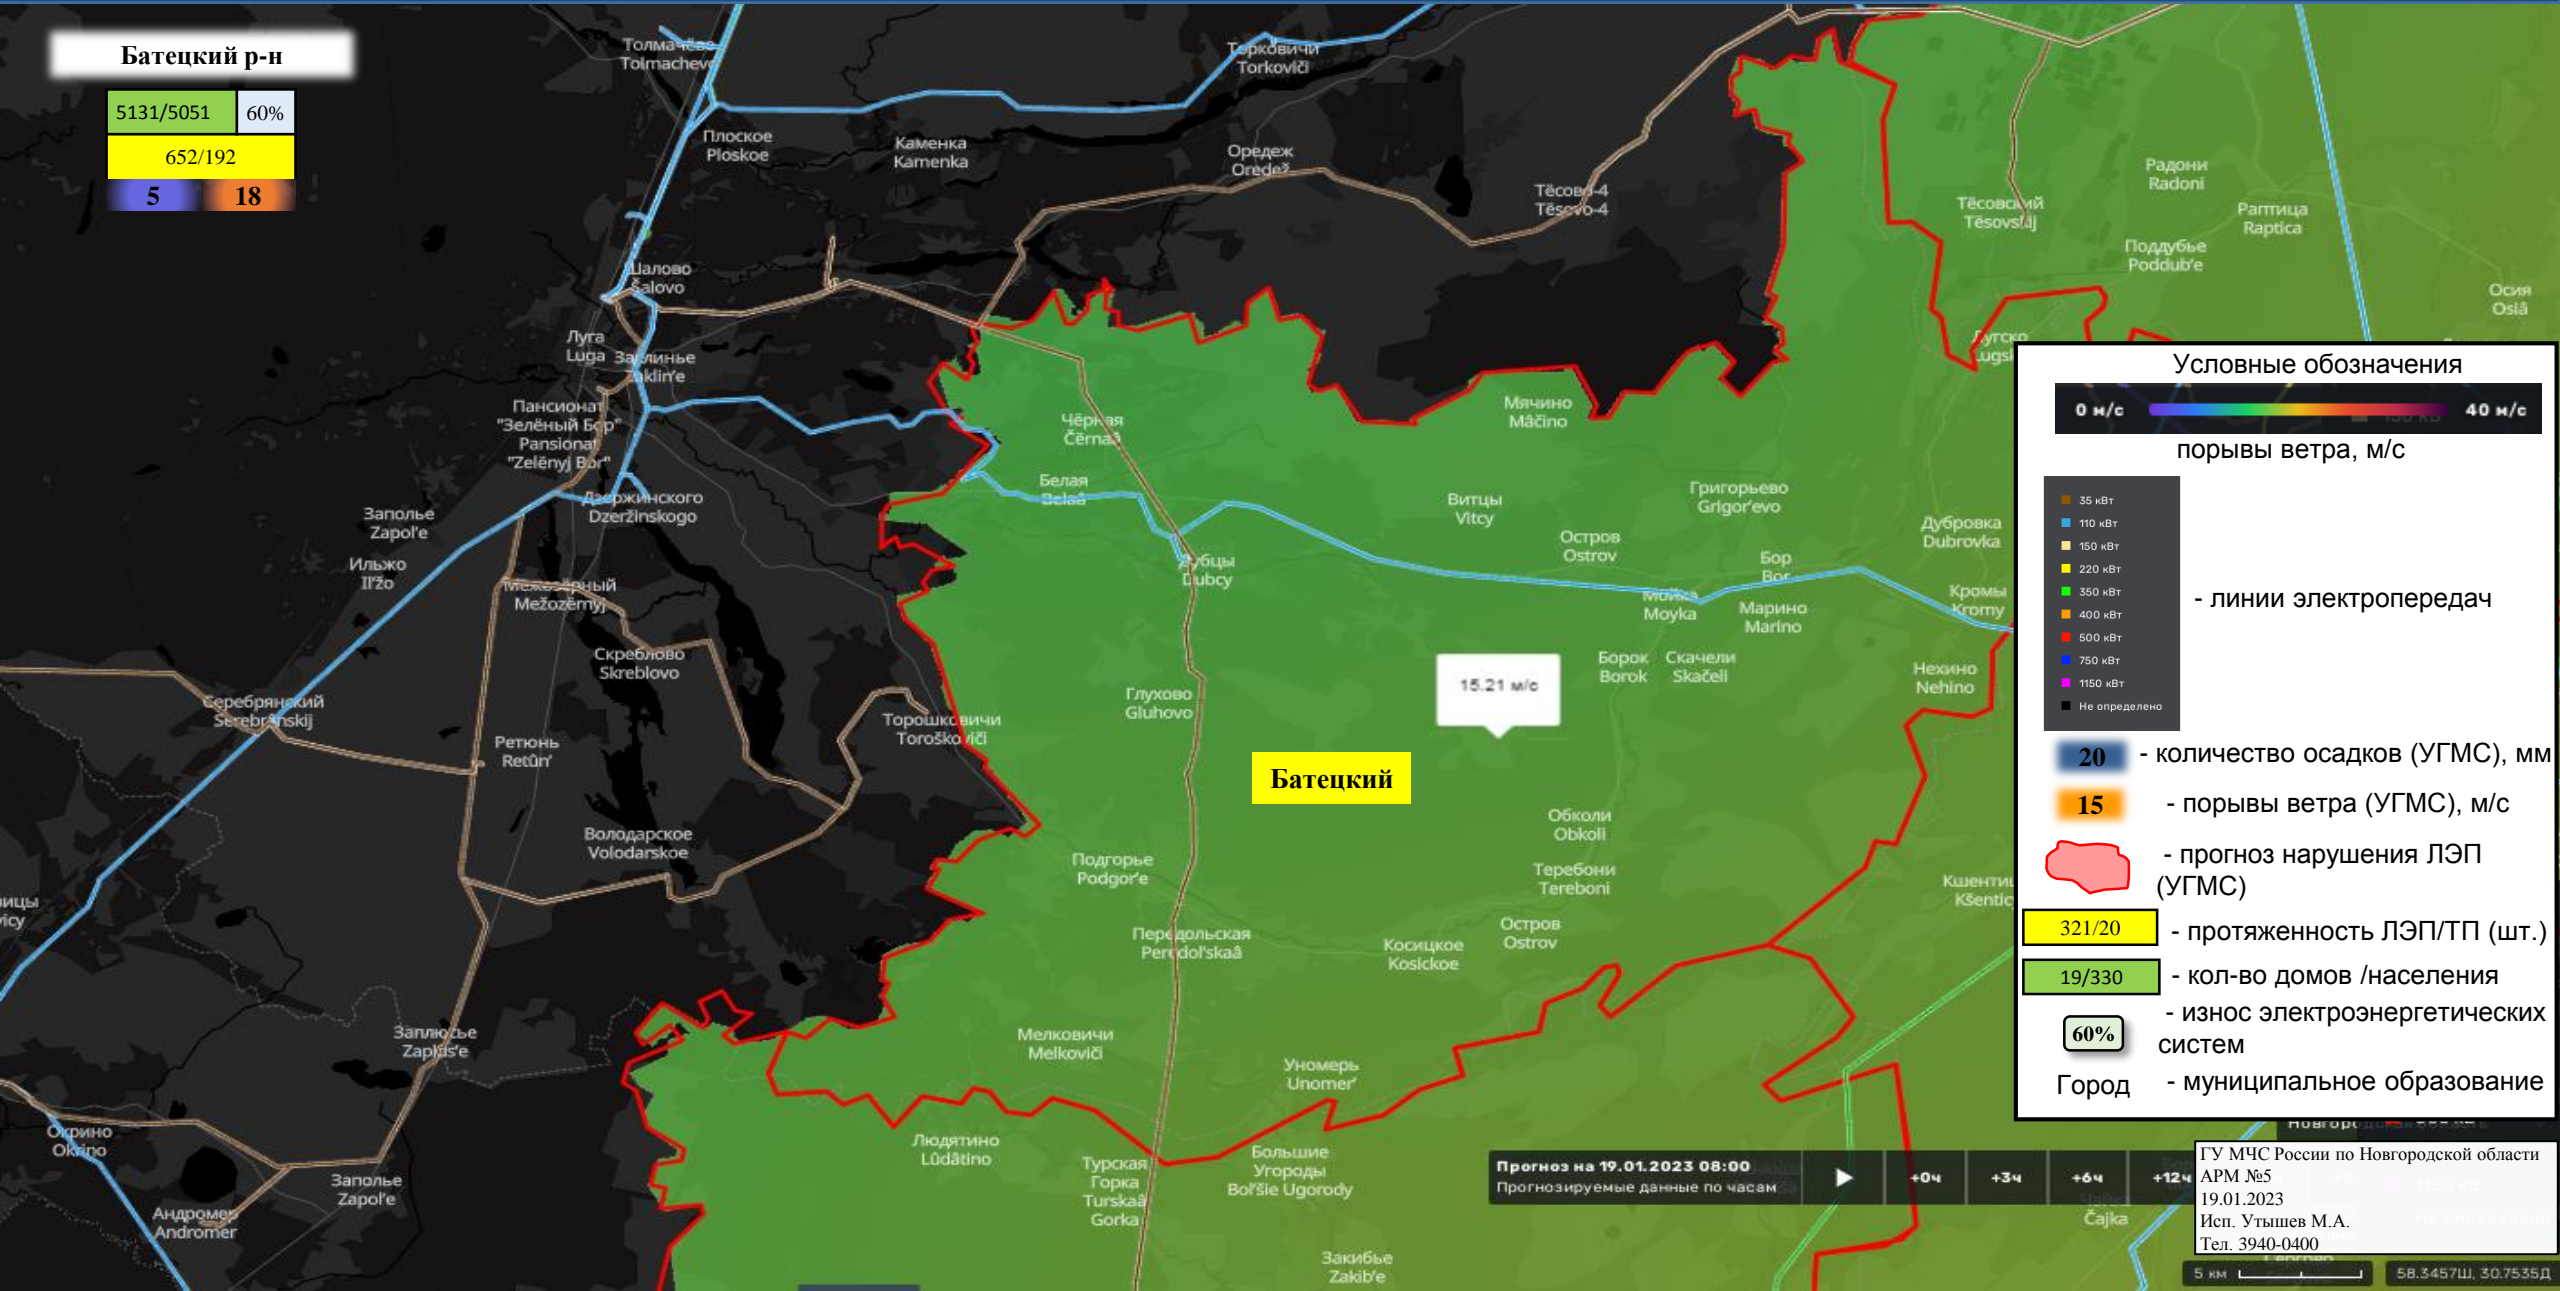 Батецкий р-н
5131/5051 60%
652/192
5 18
Толмачёво
Tolmachevo
Торковичи
Torkoviči
Плоское
Ploskoe
Каменка
Kamenka
Оредеж
Oredež
Тёсово-4
Tёsovo-4
Радони
Radoni
Тёсовский
Tёsovskij
Раптица
Raptica
Поддубье
Poddub'e
Шалово
Šalovo
Осия
Osiâ
Луга
Luga
Заклинье
Zaklin'e
Пансионат
"Зелёный Бор"
Pansionat
"Zelёnyj Bor"
Чёрная
Čёrnaâ
Мячино
Mâčino
Белая
Belaâ
Витцы
Vitcy
Григорьево
Grigor'evo
Дзержинского
Dzeržinskogo
Заполье
Zapol'e
Дубровка
Dubrovka
Остров
Ostrov
Ильжо
Il'žo
Дубцы
Dubcy
Бор
Bor
Межозёрный
Mežozёrnyj
Мойка
Moyka
Марино
Marino
Кромы
Kromy
Скреблово
Skreblovo
Борок
Borok
Скачели
Skačeli
Нехино
Nehino
15.21 м/с
Глухово
Gluhovo
Серебрянский
Serebrânskij
Торошковичи
Toroškoviči
Ретюнь
Retûn'
Батецкий
Володарское
Volodarskoe
Обколи
Obkoli
Подгорье
Podgor'e
Теребони
Tereboni
Передольская
Peredol'skaâ
Остров
Ostrov
Косицкое
Kosickoe
Заплюсье
Zaplûs'e
Мелковичи
Melkoviči
Уномерь
Unomer'
Окрино
Okrino
Людятино
Lûdâtino
Большие
Угороды
Bol'šie Ugorody
Турская
Горка
Turskaâ
Gorka
Заполье
Zapol'e
Андромер
Andromer
Закибье
Zakib'e
Čajka
Условные обозначения
0 м/с 40 м/с
порывы ветра, м/с
35 кВт
110 кВт
150 кВт
220 кВт
350 кВт
400 кВт
500 кВт
750 кВт
1150 кВт
Не определено
- линии электропередач
20 - количество осадков (УГМС), мм
15 - порывы ветра (УГМС), м/с
- прогноз нарушения ЛЭП
(УГМС)
321/20 - протяженность ЛЭП/ТП (шт.)
19/330 - кол-во домов /населения
60% - износ электроэнергетических
систем
Город - муниципальное образование
Прогноз на 19.01.2023 08:00
Прогнозируемые данные по часам
+0ч +3ч +6ч +12ч
ГУ МЧС России по Новгородской области
АРМ №5
19.01.2023
Исп. Утышев М.А.
Тел. 3940-0400
5 км
58.3457Ш, 30.7535Д